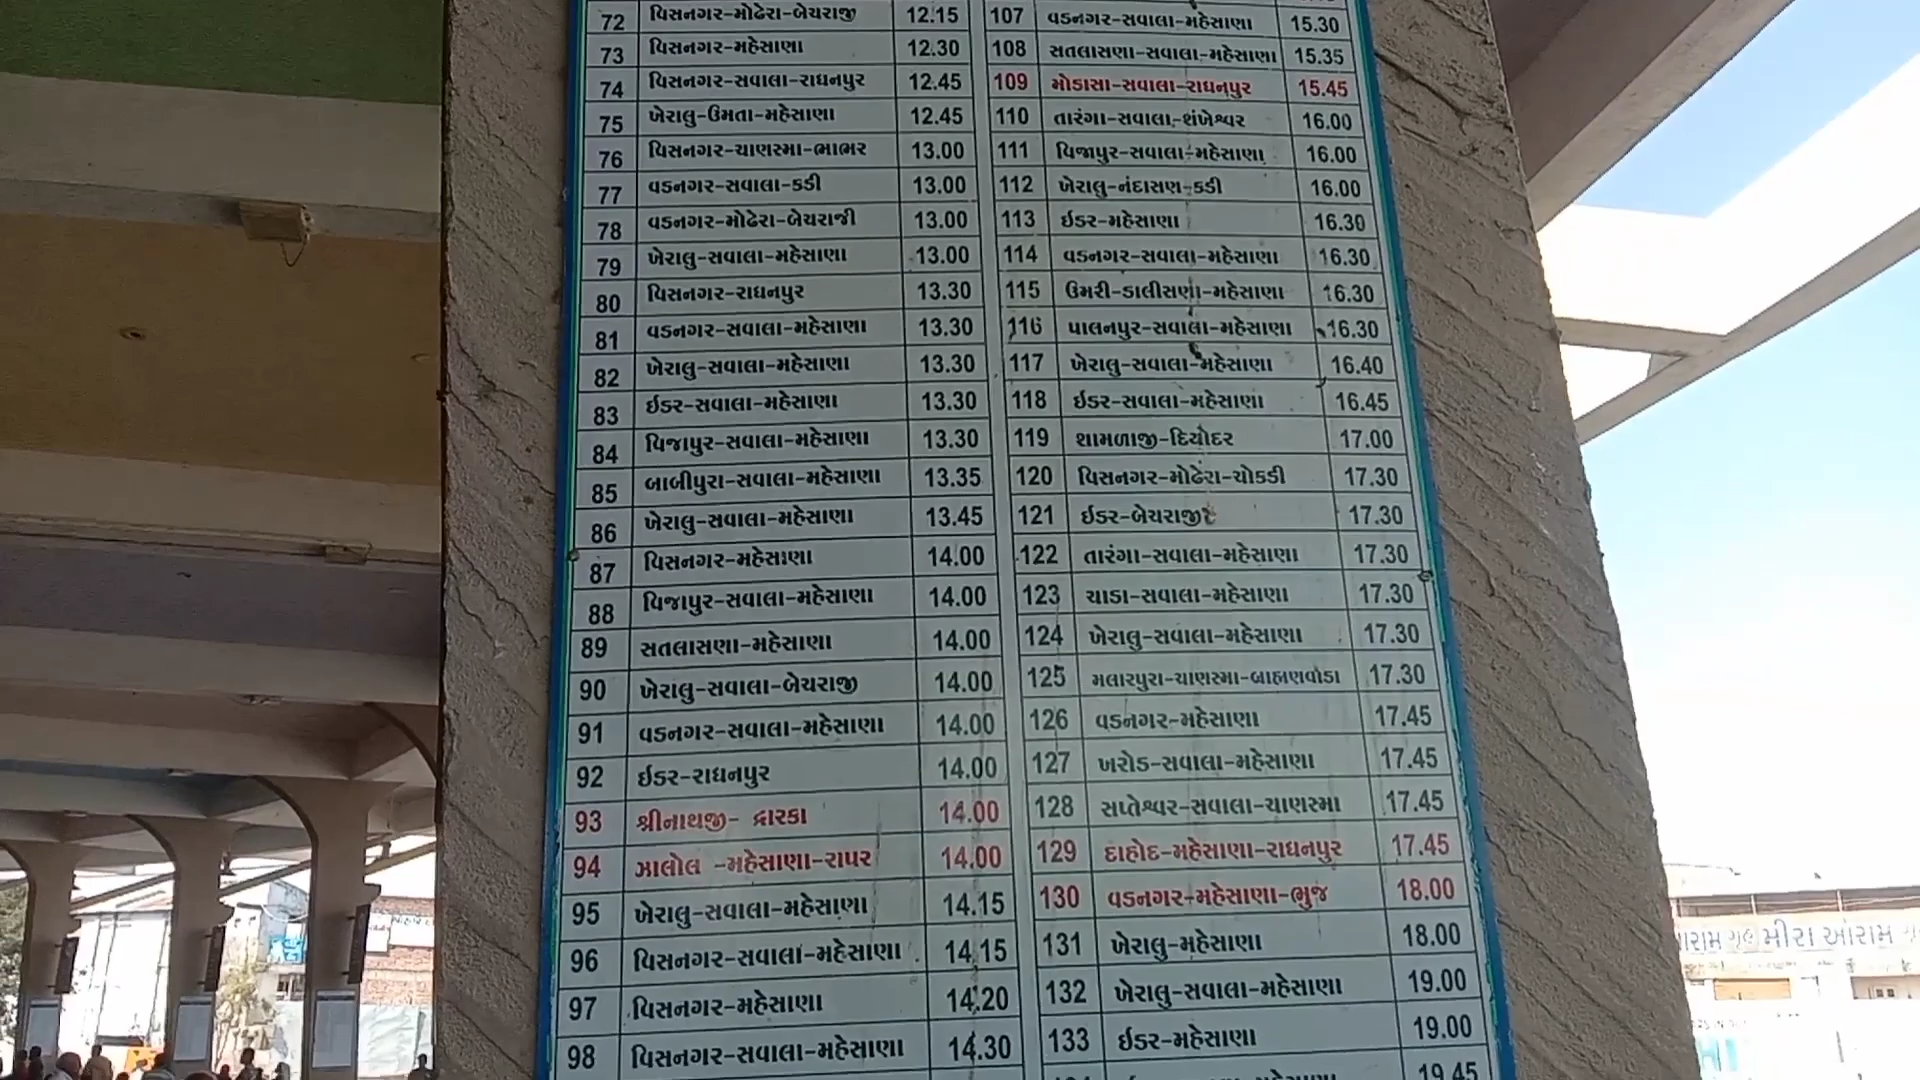 72 વિસનગર-મોઢેરા-બેચરાજી 12.15
73 વિસનગર-મહેસાણા 12.30
74 વિસનગર-સવાલા-રાધનપુર 12.45
75 ખેરાલુ-ઉમતા-મહેસાણા 12.45
76 વિસનગર-ચાણસ્મા-ભાભર 13.00
77 વડનગર-સવાલા-કડી 13.00
78 વડનગર-મોઢેરા-બેચરાજી 13.00
79 ખેરાલુ-સવાલા-મહેસાણા 13.00
80 વિસનગર-રાધનપુર 13.30
81 વડનગર-સવાલા-મહેસાણા 13.30
82 ખેરાલુ-સવાલા-મહેસાણા 13.30
83 ઇડર-સવાલા-મહેસાણા 13.30
84 વિજાપુર-સવાલા-મહેસાણા 13.30
85 બાબીપુરા-સવાલા-મહેસાણા 13.35
86 ખેરાલુ-સવાલા-મહેસાણા 13.45
87 વિસનગર-મહેસાણા 14.00
88 વિજાપુર-સવાલા-મહેસાણા 14.00
89 સતલાસણા-મહેસાણા 14.00
90 ખેરાલુ-સવાલા-બેચરાજી 14.00
91 વડનગર-સવાલા-મહેસાણા 14.00
92 ઇડર-રાધનપુર 14.00
93 શ્રીનાથજી- દ્વારકા 14.00
94 ઝાલોલ -મહેસાણા-રાપર 14.00
95 ખેરાલુ-સવાલા-મહેસાણા 14.15
96 વિસનગર-સવાલા-મહેસાણા 14.15
97 વિસનગર-મહેસાણા 14.20
98 વિસનગર-સવાલા-મહેસાણા 14.30
107 વડનગર-સવાલા-મહેસાણા 15.30
108 સતલાસણા-સવાલા-મહેસાણા 15.35
109 મોડાસા-સવાલા-રાધનપુર 15.45
110 તારંગા-સવાલા-શંખેશ્વર 16.00
111 વિજાપુર-સવાલા-મહેસાણા 16.00
112 ખેરાલુ-નંદાસણ-કડી 16.00
113 ઇડર-મહેસાણા 16.30
114 વડનગર-સવાલા-મહેસાણા 16.30
115 ઉમરી-ડાલીસણા-મહેસાણા 16.30
116 પાલનપુર-સવાલા-મહેસાણા 16.30
117 ખેરાલુ-સવાલા-મહેસાણા 16.40
118 ઇડર-સવાલા-મહેસાણા 16.45
119 શામળાજી-દિયોદર 17.00
120 વિસનગર-મોઢેરા-ચોકડી 17.30
121 ઇડર-બેચરાજી 17.30
122 તારંગા-સવાલા-મહેસાણા 17.30
123 ચાડા-સવાલા-મહેસાણા 17.30
124 ખેરાલુ-સવાલા-મહેસાણા 17.30
125 મલારપુરા-ચાણસ્મા-બ્રાહ્મણવોડા 17.30
126 વડનગર-મહેસાણા 17.45
127 ખરોડ-સવાલા-મહેસાણા 17.45
128 સપ્તેશ્વર-સવાલા-ચાણસ્મા 17.45
129 દાહોદ-મહેસાણા-રાધનપુર 17.45
130 વડનગર-મહેસાણા-ભુજ 18.00
131 ખેરાલુ-મહેસાણા 18.00
132 ખેરાલુ-સવાલા-મહેસાણા 19.00
133 ઇડર-મહેસાણા 19.00
19.45
મીરા આરામ